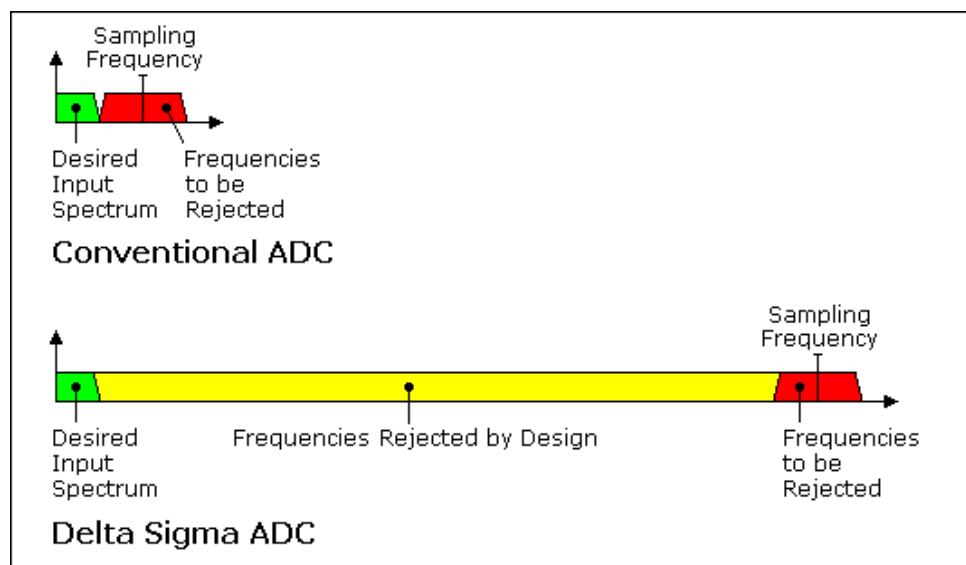 Sampling
Frequency
Desired
Input
Spectrum
Frequencies
to be
Rejected
Conventional ADC
Sampling
Frequency
Desired
Input
Spectrum
Frequencies Rejected by Design
Frequencies
to be
Rejected
Delta Sigma ADC